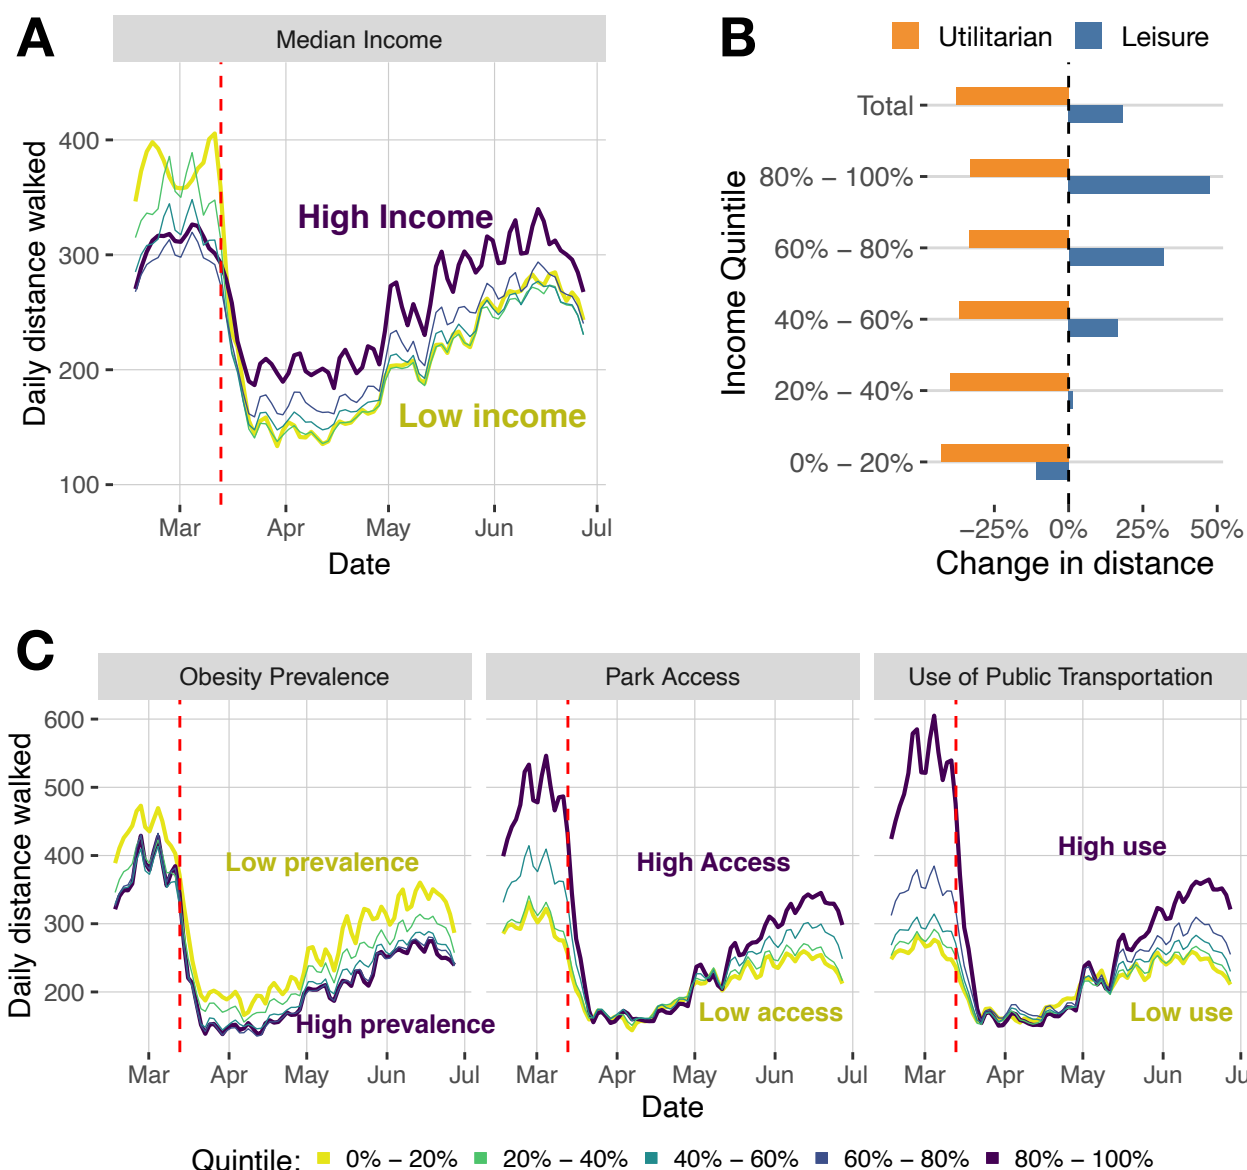 A
Median Income
Daily distance walked
400
300
200
100
High Income
Low income
Mar Apr May Jun Jul
Date
B
Utilitarian Leisure
Income Quintile
Total
80% − 100%
60% − 80%
40% − 60%
20% − 40%
0% − 20%
−25% 0% 25% 50%
Change in distance
C
Obesity Prevalence Park Access Use of Public Transportation
Daily distance walked
600
500
400
300
200
Low prevalence
High prevalence
High Access
Low access
High use
Low use
Mar Apr May Jun Jul Mar Apr May Jun Jul Mar Apr May Jun Ju
Date
Quintile: 0% − 20% 20% − 40% 40% − 60% 60% − 80% 80% − 100%